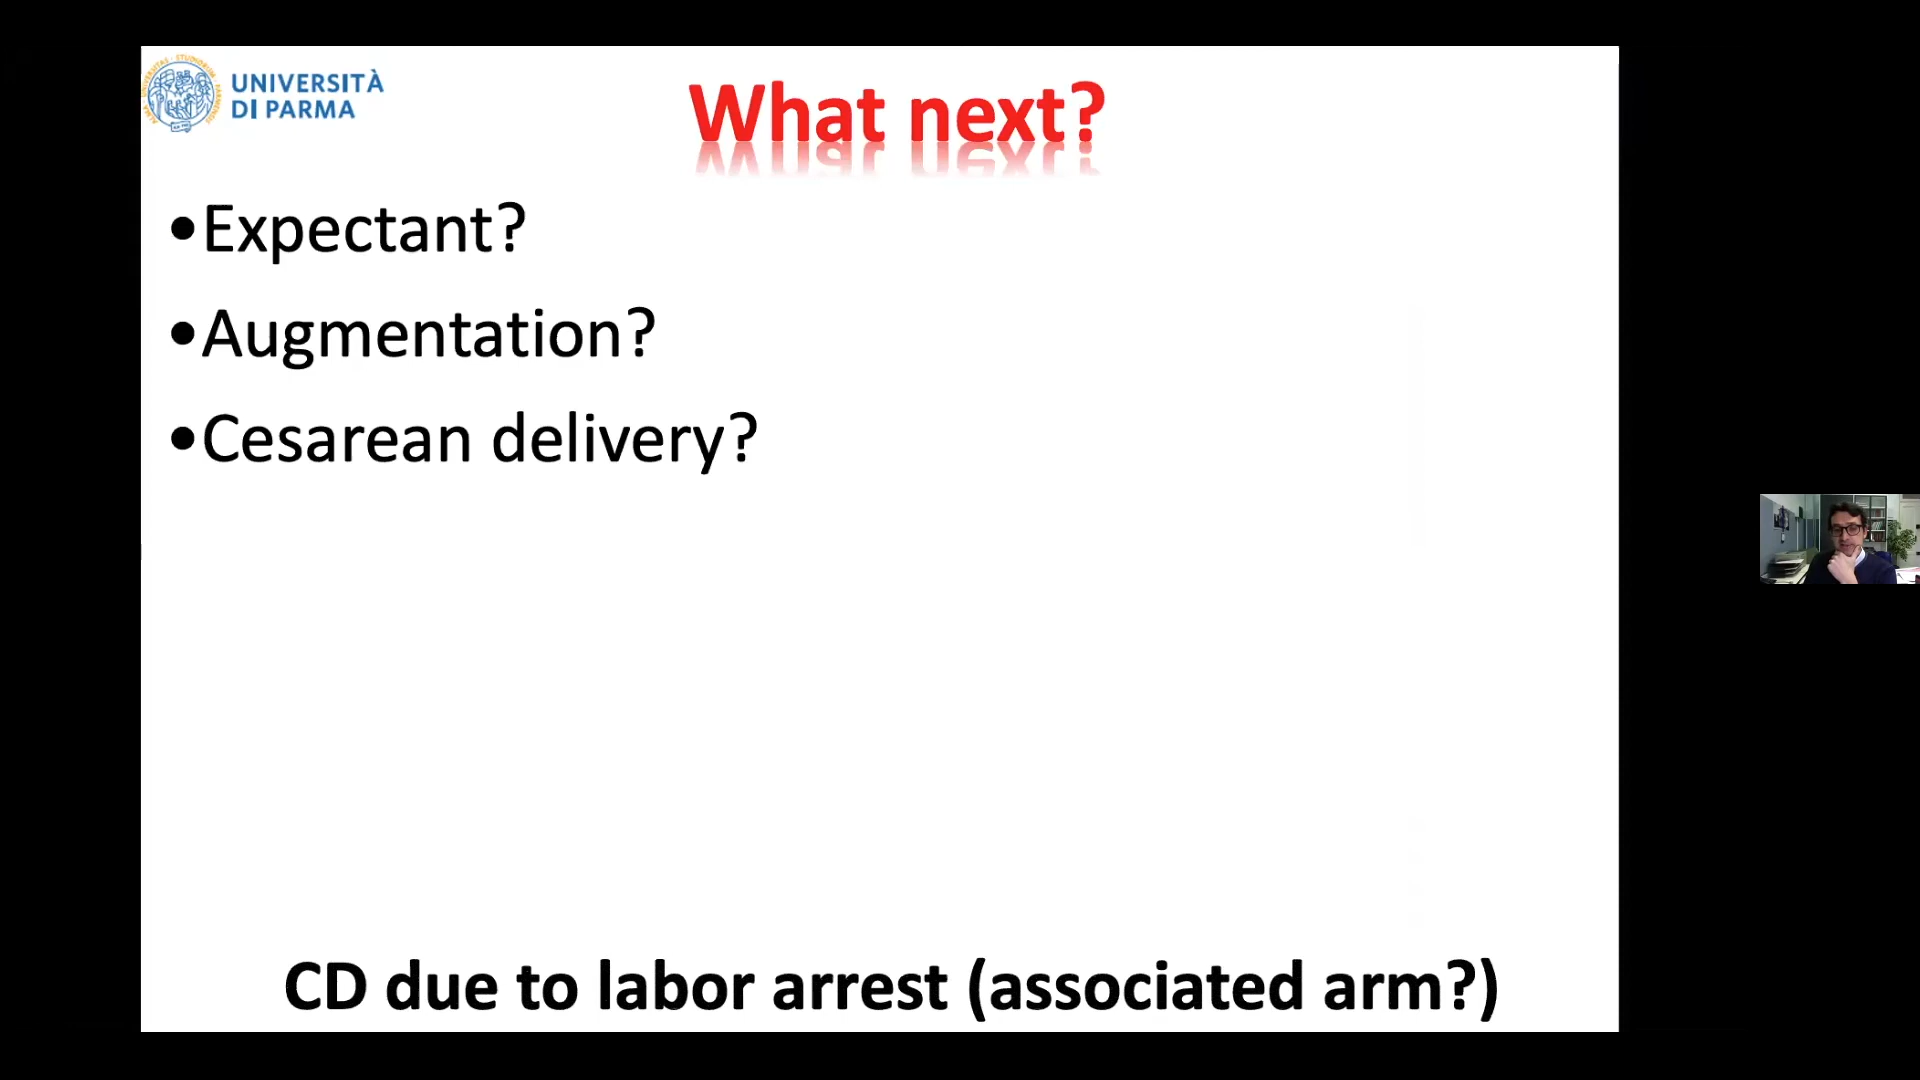 UNIVERSITÀ
DI PARMA
What next?
•Expectant?
•Augmentation?
•Cesarean delivery?
CD due to labor arrest (associated arm?)